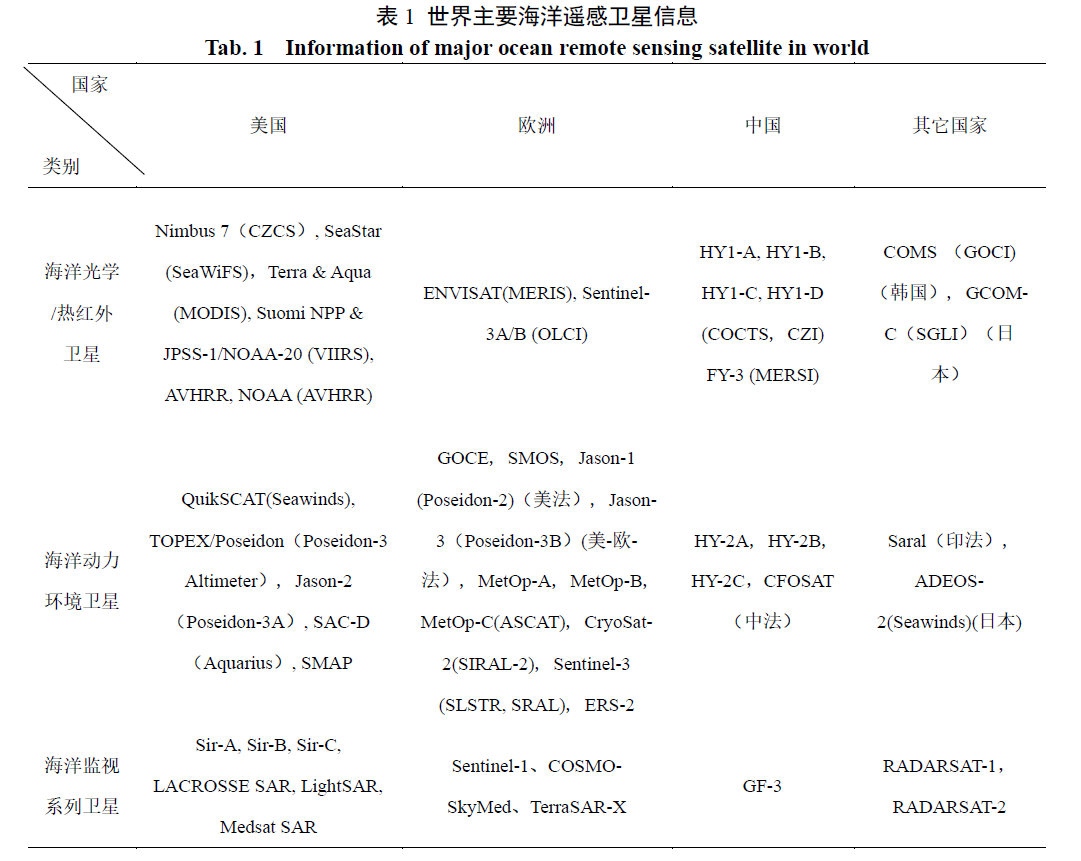 表 1 世界主要海洋遥感卫星信息
Tab. 1 Information of major ocean remote sensing satellite in world
国家
类别
美国
欧洲
中国
其它国家
海洋光学
/热红外
卫星
Nimbus 7（CZCS）, SeaStar
(SeaWiFS)，Terra & Aqua
(MODIS), Suomi NPP &
JPSS-1/NOAA-20 (VIIRS),
AVHRR, NOAA (AVHRR)
ENVISAT(MERIS), Sentinel-
3A/B (OLCI)
HY1-A, HY1-B,
HY1-C, HY1-D
(COCTS，CZI)
FY-3 (MERSI)
COMS （GOCI)
（韩国）, GCOM-
C（SGLI）（日
本）
海洋动力
环境卫星
QuikSCAT(Seawinds),
TOPEX/Poseidon（Poseidon-3
Altimeter），Jason-2
（Poseidon-3A）, SAC-D
（Aquarius）, SMAP
GOCE，SMOS，Jason-1
(Poseidon-2)（美法）, Jason-
3（Poseidon-3B）(美-欧-
法），MetOp-A，MetOp-B,
MetOp-C(ASCAT)，CryoSat-
2(SIRAL-2)，Sentinel-3
(SLSTR, SRAL)，ERS-2
HY-2A，HY-2B,
HY-2C，CFOSAT
（中法）
Saral（印法）,
ADEOS-
2(Seawinds)(日本)
海洋监视
系列卫星
Sir-A, Sir-B, Sir-C,
LACROSSE SAR, LightSAR,
Medsat SAR
Sentinel-1、COSMO-
SkyMed、TerraSAR-X
GF-3
RADARSAT-1，
RADARSAT-2